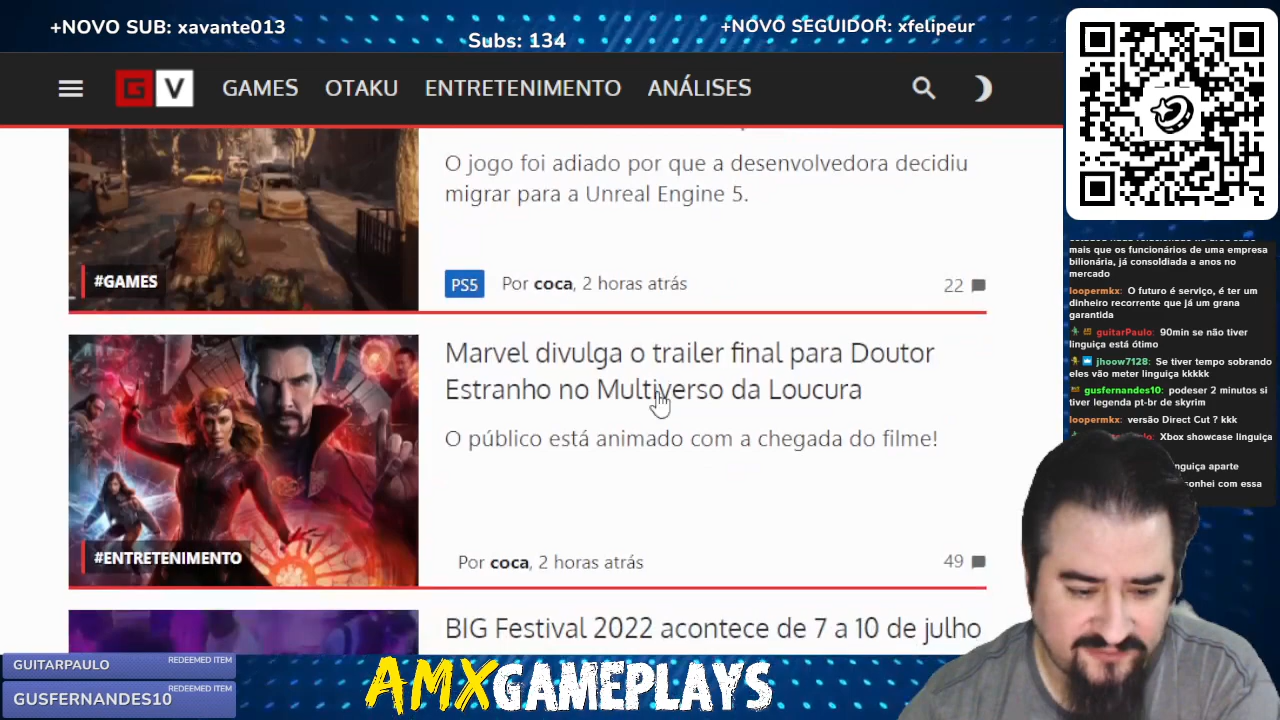 +NOVO SUB: xavante013
Subs: 134
+NOVO SEGUIDOR: xfelipeur
G V
GAMES
OTAKU
ENTRETENIMENTO
ANÁLISES
O jogo foi adiado por que a desenvolvedora decidiu
migrar para a Unreal Engine 5.
#GAMES
PS5
Por coca, 2 horas atrás
22
Marvel divulga o trailer final para Doutor
Estranho no Multiverso da Loucura
O público está animado com a chegada do filme!
#ENTRETENIMENTO
Por coca, 2 horas atrás
49
BIG Festival 2022 acontece de 7 a 10 de julho
mais que os funcionários de uma empresa
bilionária, já consoliada a anos no
mercado
loopermkx: O futuro é serviço, é ter um
dinheiro recorrente que já um grana
garantida
guitarPaulo: 90min se não tiver
linguiça está ótimo
jhoow7128: Se tiver tempo sobrando
eles vão meter linguiça kkkkk
gusfernandes10: podeser 2 minutos si
tiver legenda pt-br de skyrim
loopermkx: versão Direct Cut ? kkk
Xbox showcase linguiça
aparte
sonhei com essa
GUITARPAULO
REDEEMED ITEM
GUSFERNANDES10
REDEEMED ITEM
AMXGAMEPLAYS